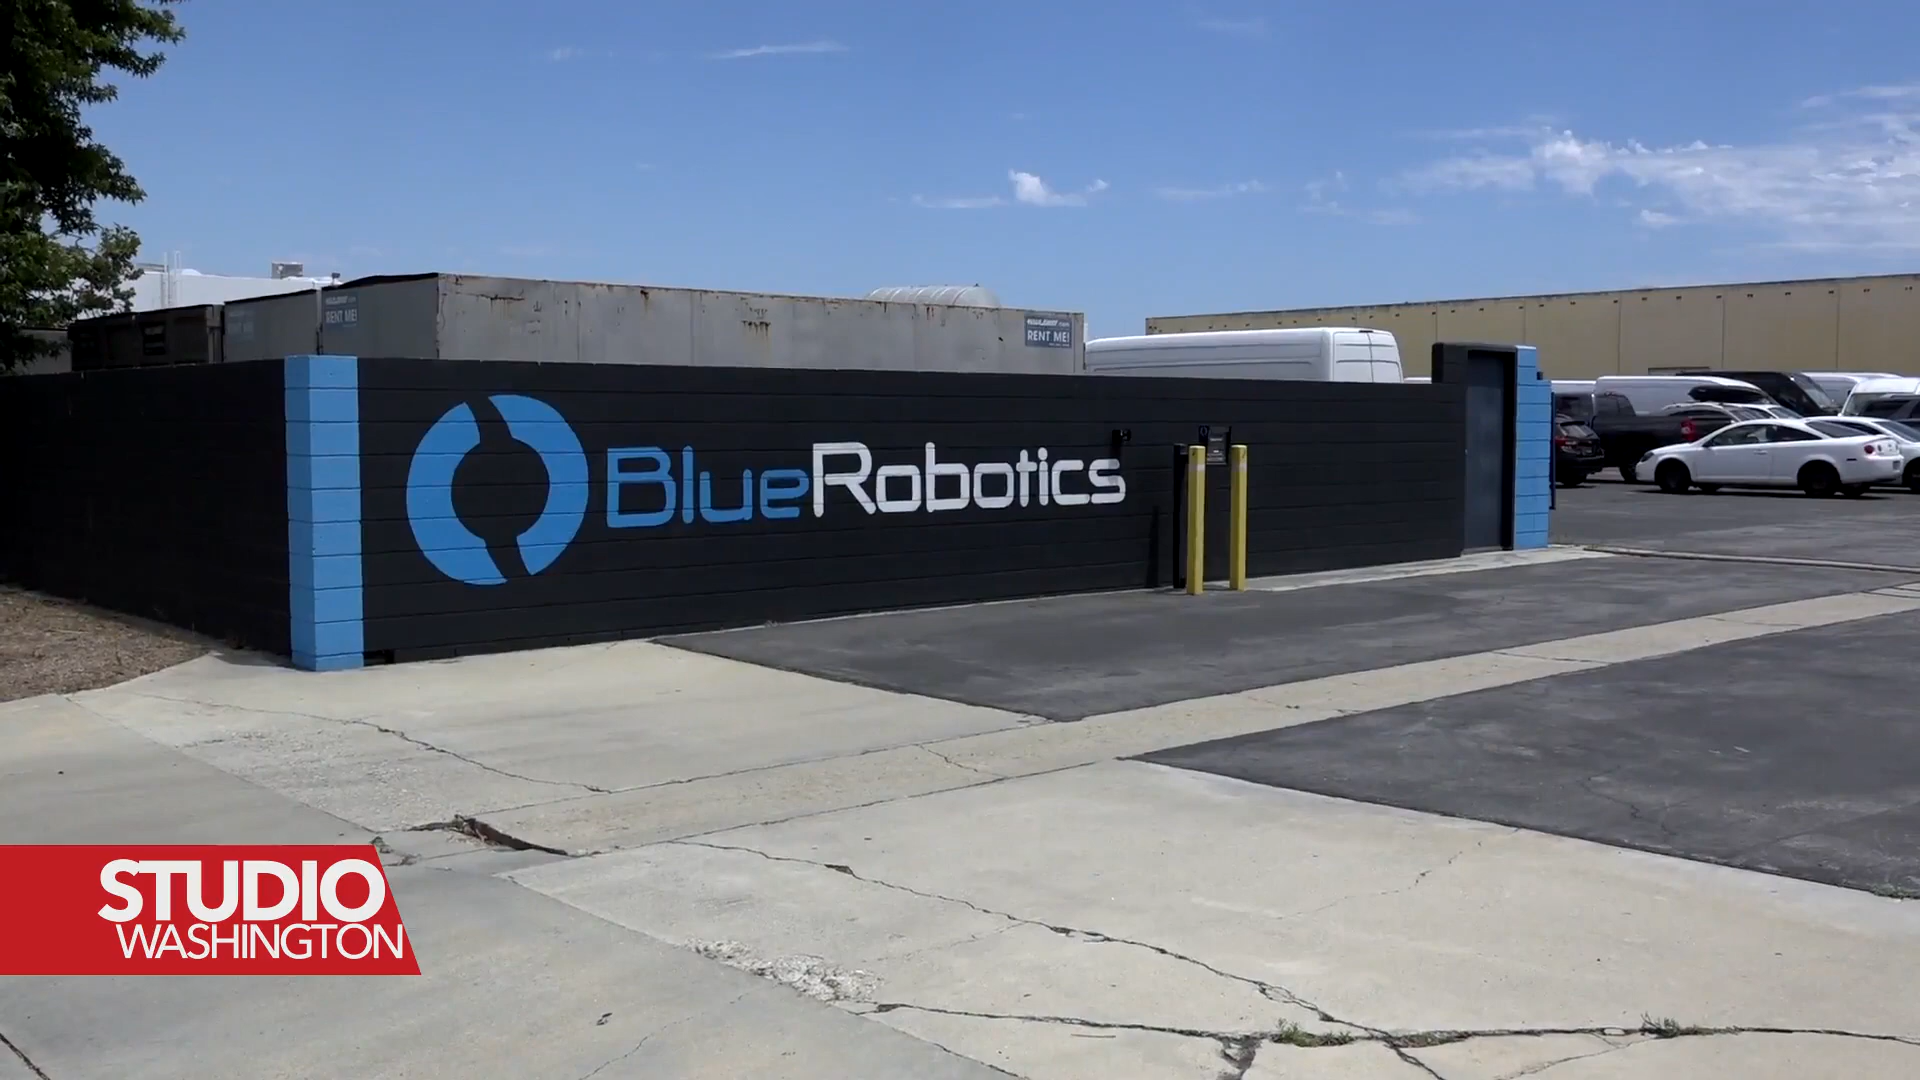 RENT ME!
RENT ME!
BlueRobotics
STUDIO
WASHINGTON